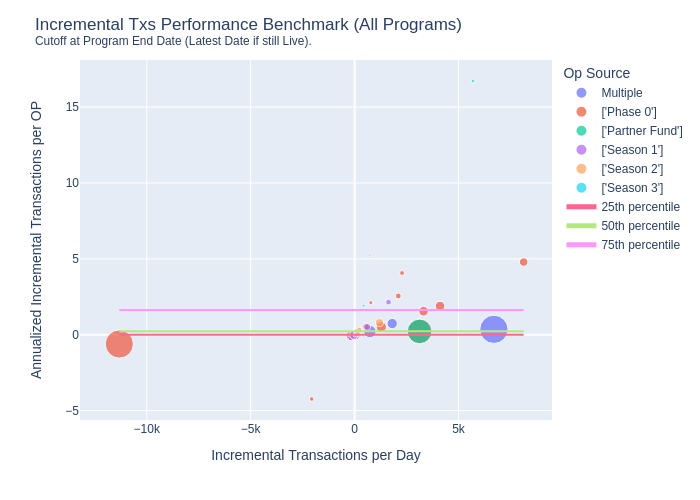 Incremental Txs Performance Benchmark (All Programs)
Cutoff at Program End Date (Latest Date if still Live).
Op Source
Multiple
['Phase 0']
['Partner Fund']
['Season 1']
['Season 2']
['Season 3']
25th percentile
50th percentile
75th percentile
Annualized Incremental Transactions per OP
15
10
5
0
−5
−10k
−5k
0
5k
Incremental Transactions per Day